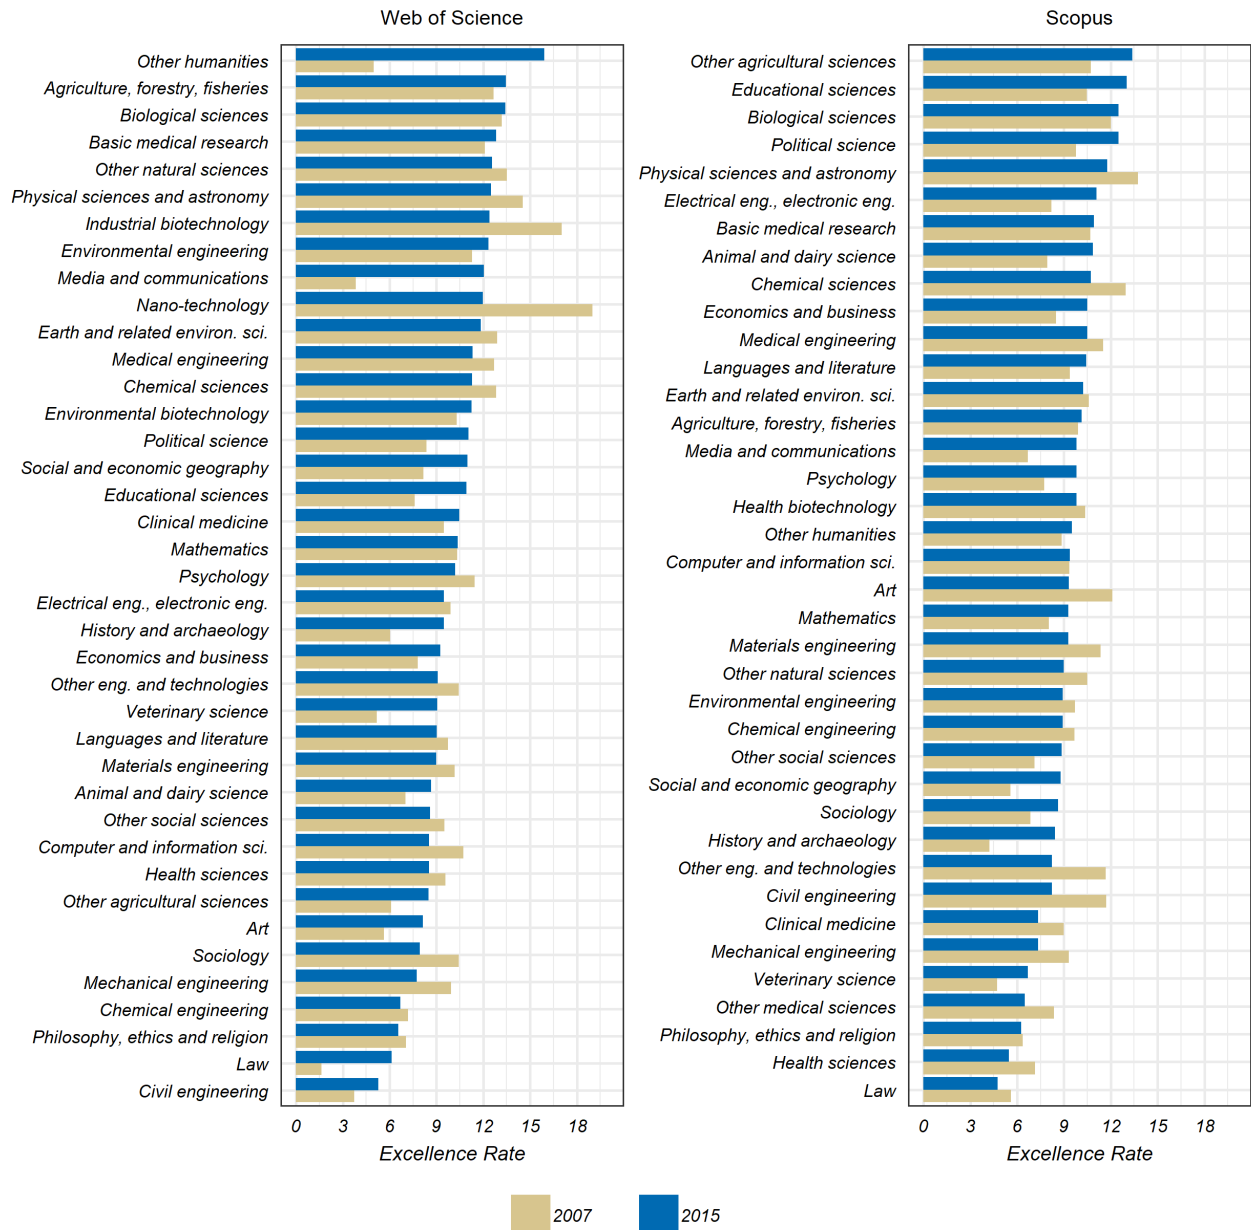 Web of Science
Other humanities
Agriculture, forestry, fisheries
Biological sciences
Basic medical research
Other natural sciences
Physical sciences and astronomy
Industrial biotechnology
Environmental engineering
Media and communications
Nano-technology
Earth and related environ. sci.
Medical engineering
Chemical sciences
Environmental biotechnology
Political science
Social and economic geography
Educational sciences
Clinical medicine
Mathematics
Psychology
Electrical eng., electronic eng.
History and archaeology
Economics and business
Other eng. and technologies
Veterinary science
Languages and literature
Materials engineering
Animal and dairy science
Other social sciences
Computer and information sci.
Health sciences
Other agricultural sciences
Art
Sociology
Mechanical engineering
Chemical engineering
Philosophy, ethics and religion
Law
Civil engineering
0 3 6 9 12 15 18
Excellence Rate
Scopus
Other agricultural sciences
Educational sciences
Biological sciences
Political science
Physical sciences and astronomy
Electrical eng., electronic eng.
Basic medical research
Animal and dairy science
Chemical sciences
Economics and business
Medical engineering
Languages and literature
Earth and related environ. sci.
Agriculture, forestry, fisheries
Media and communications
Psychology
Health biotechnology
Other humanities
Computer and information sci.
Art
Mathematics
Materials engineering
Other natural sciences
Environmental engineering
Chemical engineering
Other social sciences
Social and economic geography
Sociology
History and archaeology
Other eng. and technologies
Civil engineering
Clinical medicine
Mechanical engineering
Veterinary science
Other medical sciences
Philosophy, ethics and religion
Health sciences
Law
0 3 6 9 12 15 18
Excellence Rate
2007 2015